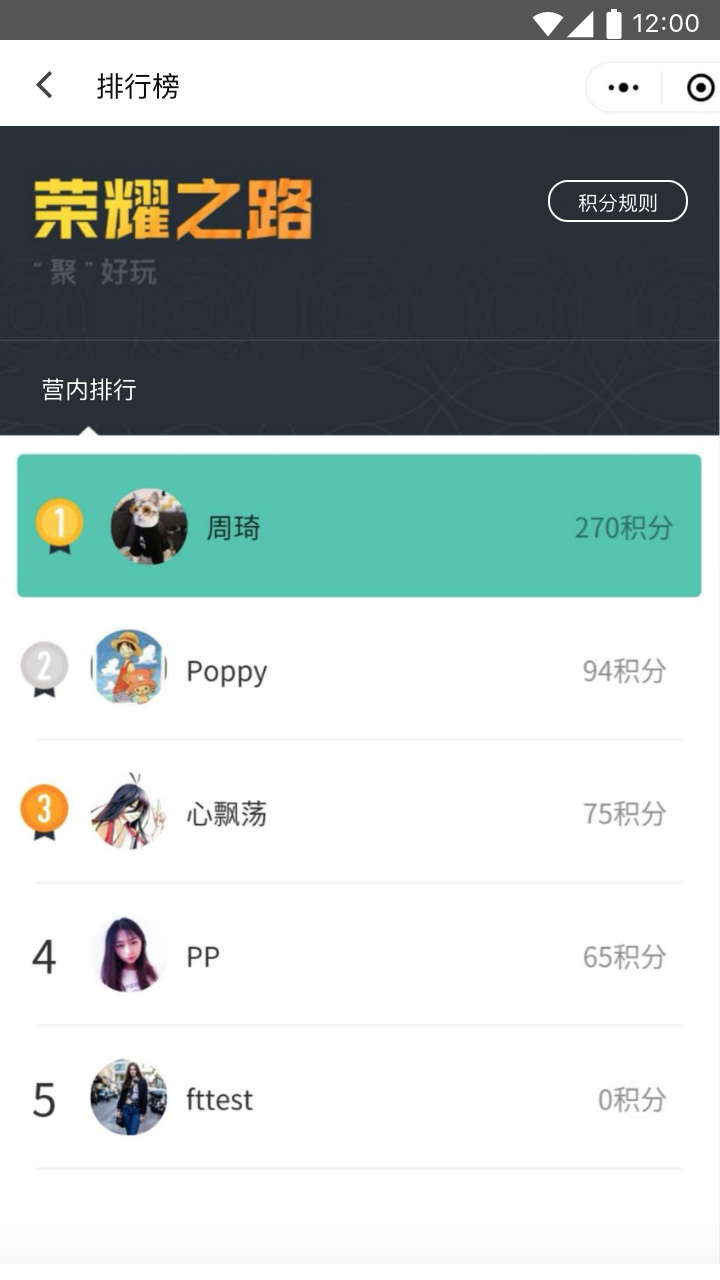 12:00
排行榜
荣耀之路
积分规则
“聚”好玩
营内排行
1 周琦 270积分
2 Poppy 94积分
3 心飘荡 75积分
4 PP 65积分
5 fttest 0积分